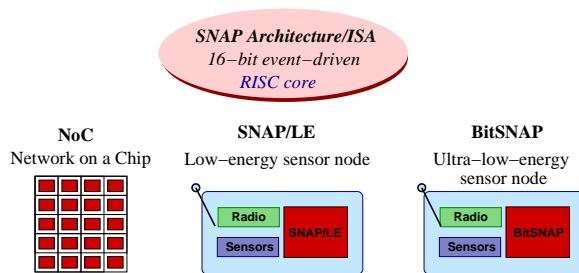 SNAP Architecture/ISA
16−bit event−driven
RISC core
NoC
Network on a Chip
SNAP/LE
Low−energy sensor node
BitSNAP
Ultra−low−energy
sensor node
Radio
Sensors
SNAP/LE
Radio
Sensors
BitSNAP